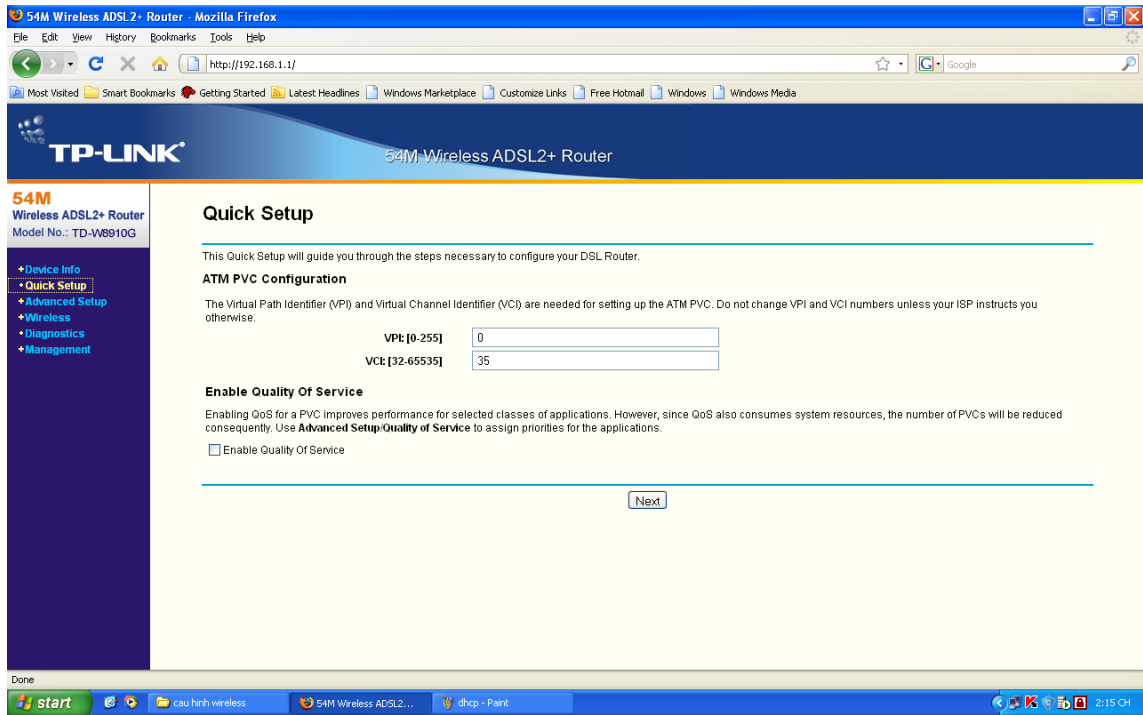 54M Wireless ADSL2+ Router - Mozilla Firefox
File Edit View History Bookmarks Tools Help
http://192.168.1.1/
Google
Most Visited Smart Bookmarks Getting Started Latest Headlines Windows Marketplace Customize Links Free Hotmail Windows Windows Media
TP-LINK
54M Wireless ADSL2+ Router
54M
Wireless ADSL2+ Router
Model No.: TD-W8910G
+Device Info
Quick Setup
+Advanced Setup
+Wireless
Diagnostics
+Management
Quick Setup
This Quick Setup will guide you through the steps necessary to configure your DSL Router.
ATM PVC Configuration
The Virtual Path Identifier (VPI) and Virtual Channel Identifier (VCI) are needed for setting up the ATM PVC. Do not change VPI and VCI numbers unless your ISP instructs you
otherwise.
VPI: [0-255] 0
VCI: [32-65535] 35
Enable Quality Of Service
Enabling QoS for a PVC improves performance for selected classes of applications. However, since QoS also consumes system resources, the number of PVCs will be reduced
consequently. Use Advanced Setup/Quality of Service to assign priorities for the applications.
Enable Quality Of Service
Next
Done
start cau hinh wireless 54M Wireless ADSL2... dhcp - Paint 2:15 CH